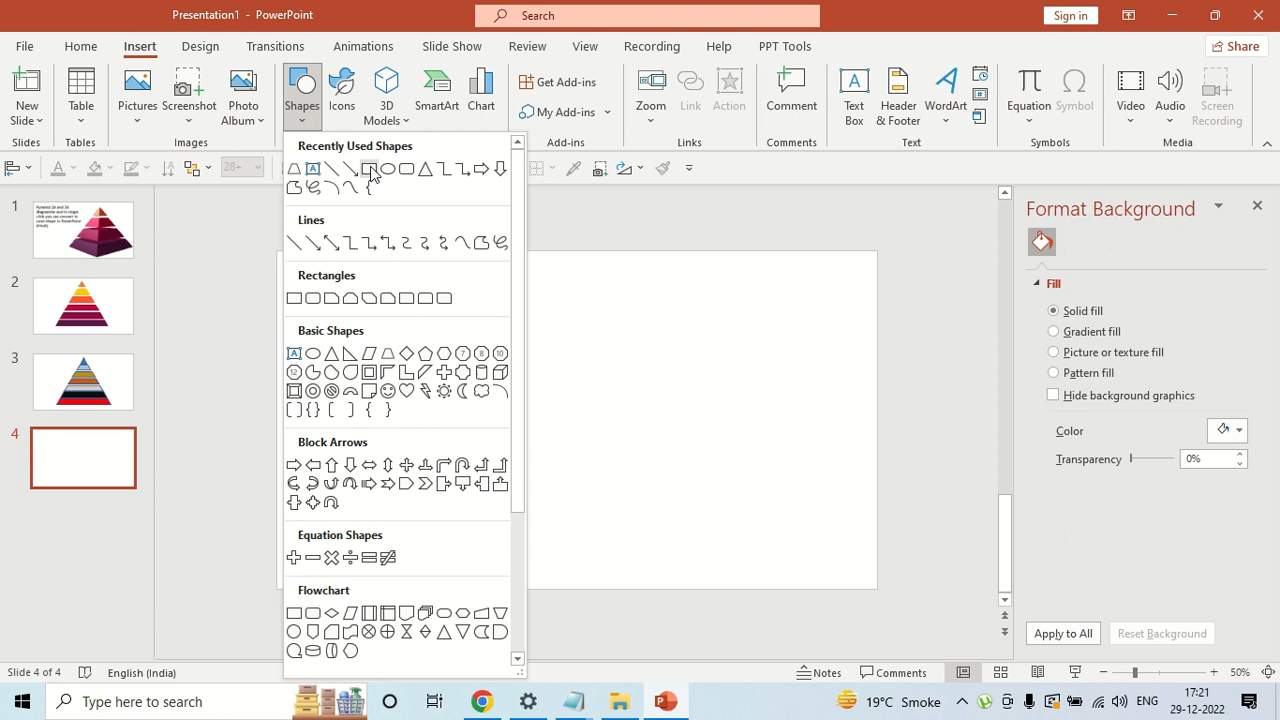 Presentation1 - PowerPoint
Search
Sign in
File Home Insert Design Transitions Animations Slide Show Review View Recording Help PPT Tools Share
New Slide
Table
Pictures Screenshot Photo Album
Shapes Icons 3D Models SmartArt Chart
Get Add-ins
My Add-ins
Zoom Link Action
Comment
Text Box Header & Footer WordArt
Equation Symbol
Video Audio Screen Recording
Slides Tables Images Add-ins Links Comments Text Symbols Media
28+
Recently Used Shapes
Lines
Rectangles
Basic Shapes
Block Arrows
Equation Shapes
Flowchart
1
2
3
4
Format Background
Fill
Solid fill
Gradient fill
Picture or texture fill
Pattern fill
Hide background graphics
Color
Transparency 0%
Apply to All Reset Background
Slide 4 of 4 English (India) Notes Comments 50%
Type here to search
19°C Smoke ENG 17:21
29-12-2022